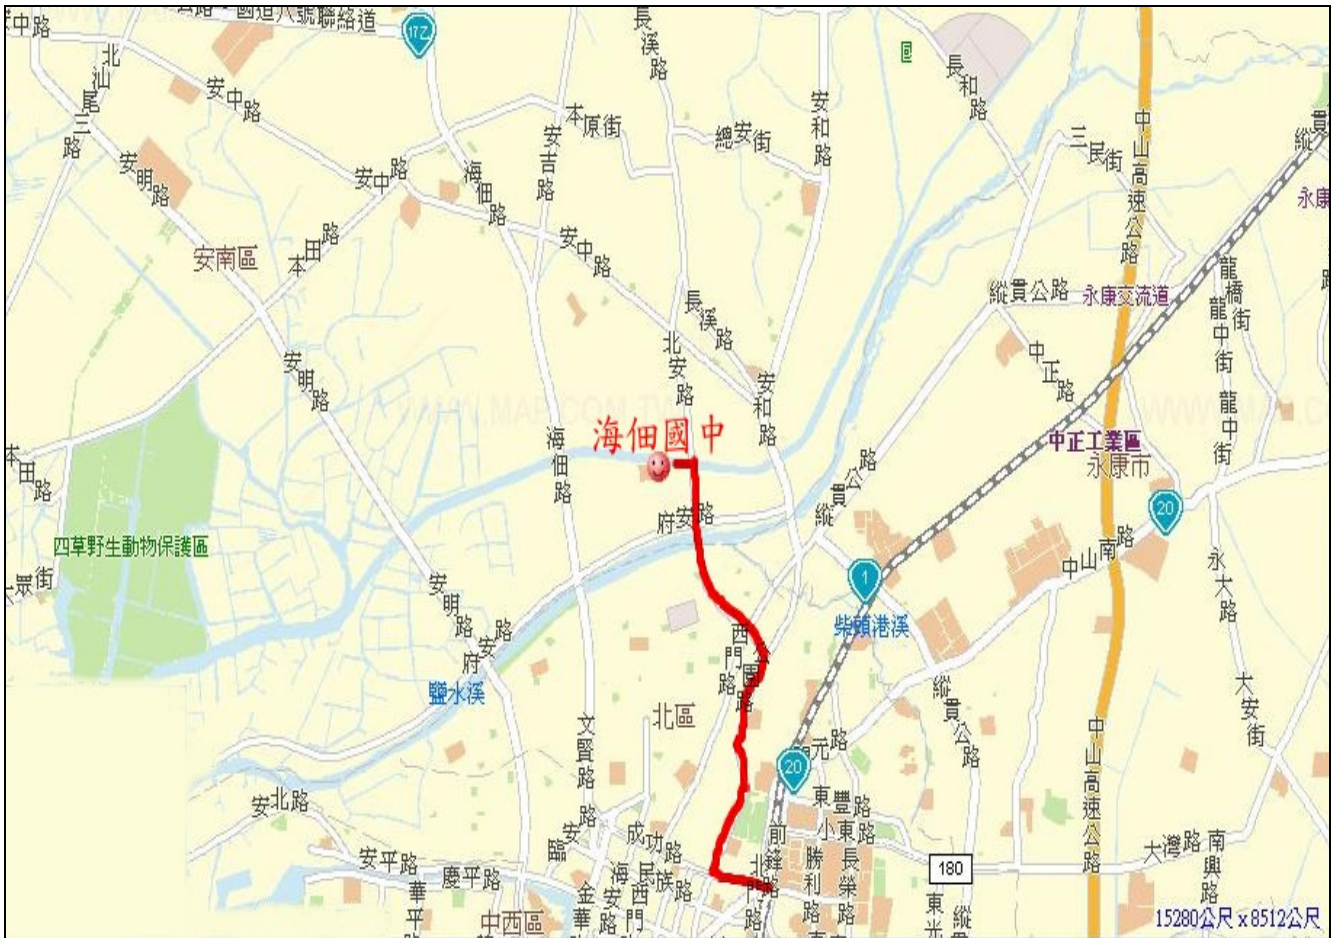 安中路
國道八號聯絡道
17乙
北汕尾三路
安中路
安明路
長溪路
本原街
安吉路
總安街
安和路
區
長和路
三民街
中山高速公路
縱貫
永康
安中路
海佃路
安南區
本田路
安中路
縱貫公路
永康交流道
龍橋街
龍中街
長溪路
北安路
安明路
中正路
安和路
WWW.MAP.COM.TW
龍中街
海佃國中
海佃路
中正工業區
永康市
本田路
縱貫公路
20
府安路
四草野生動物保護區
中山南路
永大路
1
眾街
安明路
柴頭港溪
府安路
西門路
公園路
鹽水溪
北區
縱貫公路
大安街
文賢路
開元路
中山高速公路
20
安北路
東豐路
小東路
臨安路
成功路
前鋒路
大灣路
南興路
安平路
慶平路
海安路
民族路
北門路
勝利路
長榮路
180
華平路
金華
西門
中西區
東光
縱貫
15280公尺 x 8512公尺